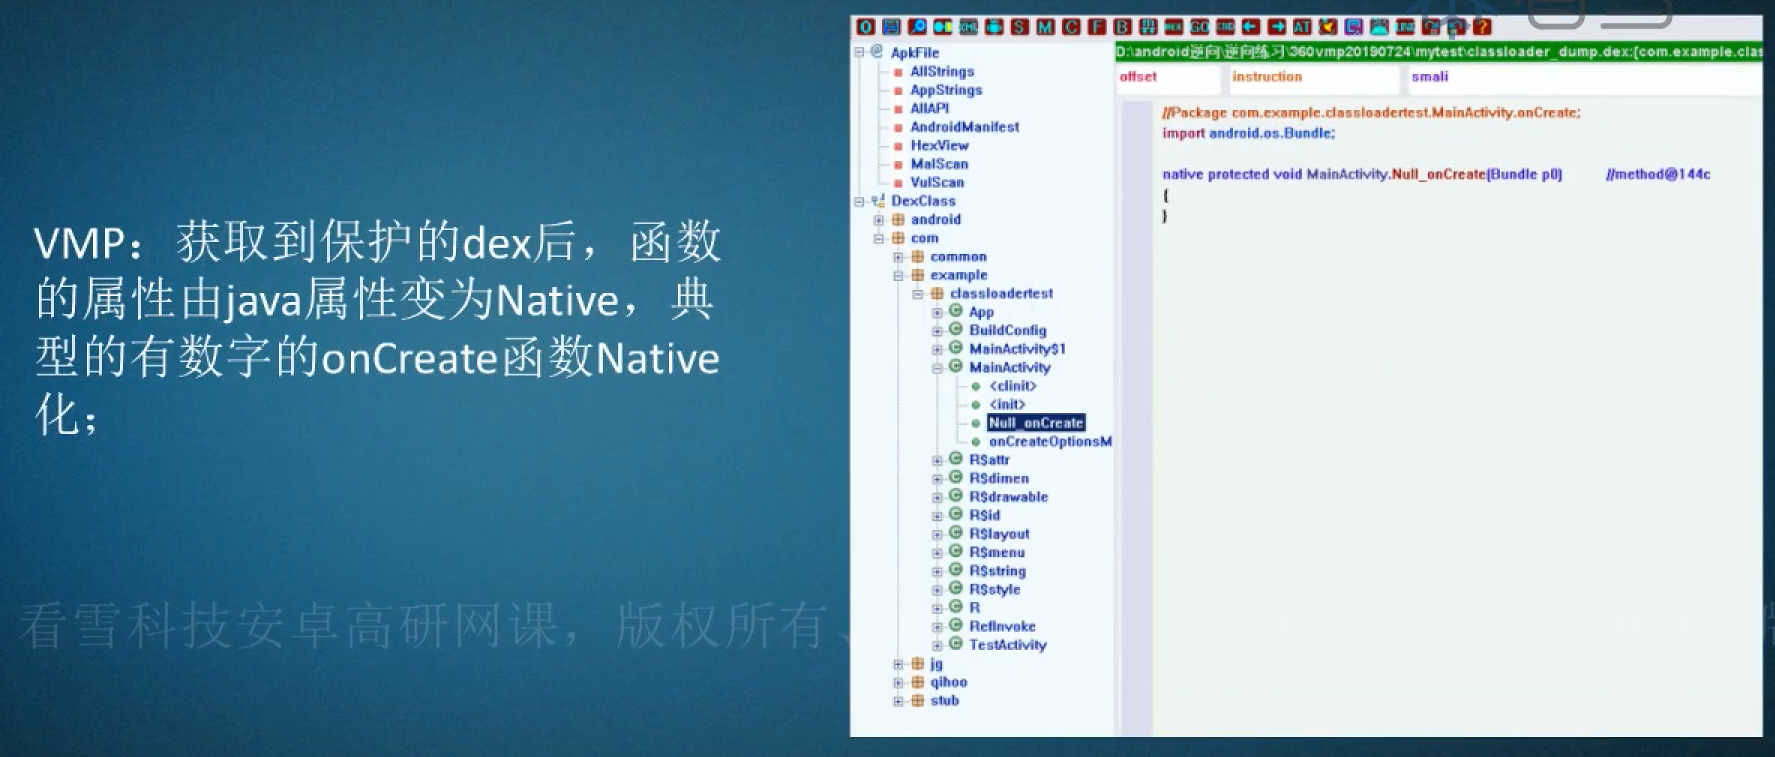 VMP：获取到保护的dex后，函数
的属性由java属性变为Native，典
型的有数字的onCreate函数Native
化；
看雪科技安卓高研网课，版权所有、
ApkFile
AllStrings
AppStrings
AllAPI
AndroidManifest
HexView
MalScan
VulScan
DexClass
android
com
common
example
classloadertest
App
BuildConfig
MainActivity$1
MainActivity
<clinit>
<init>
Null_onCreate
onCreateOptionsM
R$attr
R$dimen
R$drawable
R$id
R$layout
R$menu
R$string
R$style
R
RefInvoke
TestActivity
jg
qihoo
stub
O XML S M C F B HEX GO AT ?
D:\android逆向\逆向练习\360vmp20190724\mytest\classloader_dump.dex:[com.example.clas
offset instruction smali
//Package com.example.classloadertest.MainActivity.onCreate;
import android.os.Bundle;
native protected void MainActivity.Null_onCreate(Bundle p0) //method@144c
{
}